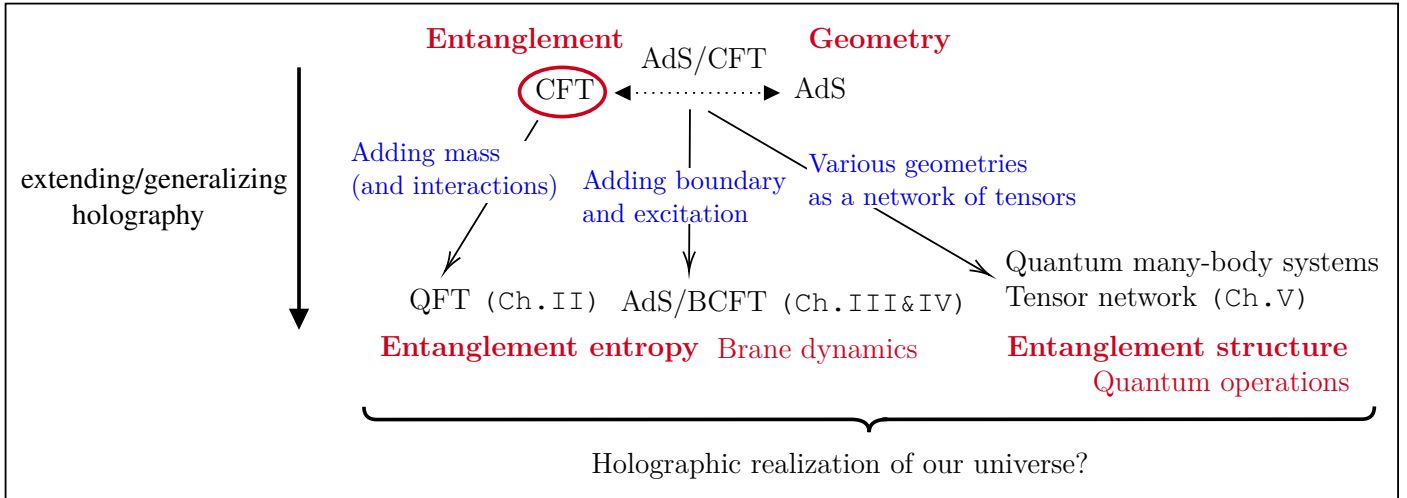 Entanglement
Geometry
AdS/CFT
CFT
AdS
extending/generalizing
holography
Adding mass
(and interactions)
Adding boundary
and excitation
Various geometries
as a network of tensors
QFT (Ch.II)
AdS/BCFT (Ch.III&IV)
Quantum many-body systems
Tensor network (Ch.V)
Entanglement entropy
Brane dynamics
Entanglement structure
Quantum operations
Holographic realization of our universe?